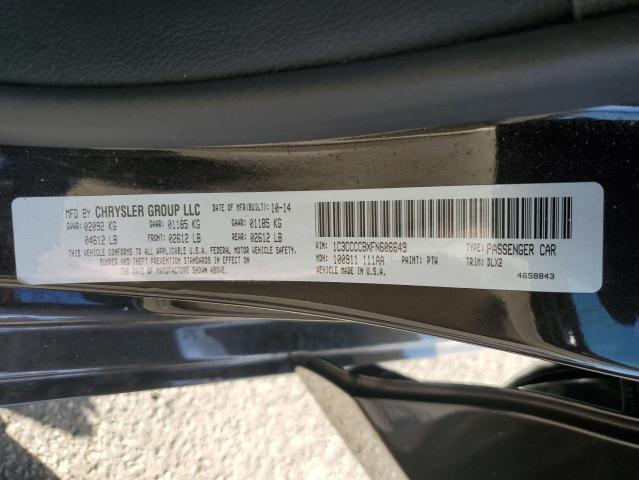 MFD BY CHRYSLER GROUP LLC DATE OF MFR(BUILT): 10-14
GVWR: 02092 KG GAWR: 01185 KG GAWR: 01185 KG
04612 LB FRONT: 02612 LB REAR: 02612 LB
THIS VEHICLE CONFORMS TO ALL APPLICABLE U.S.A. FEDERAL MOTOR VEHICLE SAFETY,
BUMPER AND THEFT PREVENTION STANDARDS IN EFFECT ON
THE DATE OF MANUFACTURE SHOWN ABOVE.
VIN: 1C3CCCCBXFN606649 TYPE: PASSENGER CAR
MDH: 100911 111AA PAINT: PTW TRIM: DLX2
VEHICLE MADE IN U.S.A. 4658843